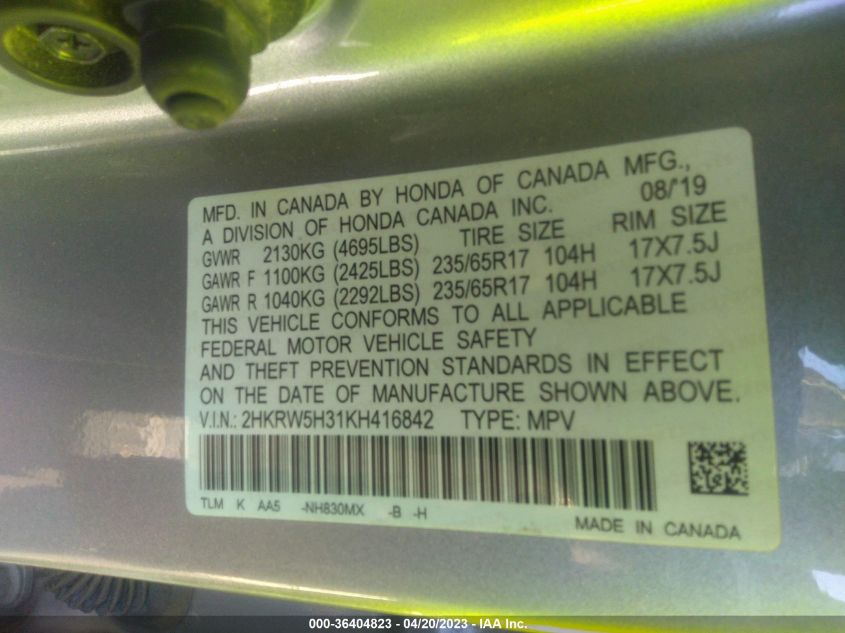 MFD. IN CANADA BY HONDA OF CANADA MFG.,
A DIVISION OF HONDA CANADA INC. 08/'19
GVWR 2130KG (4695LBS) TIRE SIZE RIM SIZE
GAWR F 1100KG (2425LBS) 235/65R17 104H 17X7.5J
GAWR R 1040KG (2292LBS) 235/65R17 104H 17X7.5J
THIS VEHICLE CONFORMS TO ALL APPLICABLE
FEDERAL MOTOR VEHICLE SAFETY
AND THEFT PREVENTION STANDARDS IN EFFECT
ON THE DATE OF MANUFACTURE SHOWN ABOVE.
V.I.N.: 2HKRW5H31KH416842 TYPE: MPV
TLM K AA5 -NH830MX -B -H
MADE IN CANADA
000-36404823 - 04/20/2023 - IAA Inc.